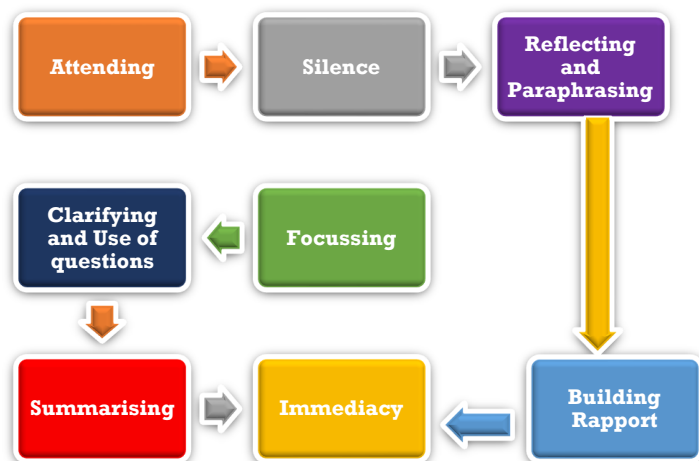 Attending
Silence
Reflecting
and
Paraphrasing
Clarifying
and Use of
questions
Focussing
Summarising
Immediacy
Building
Rapport